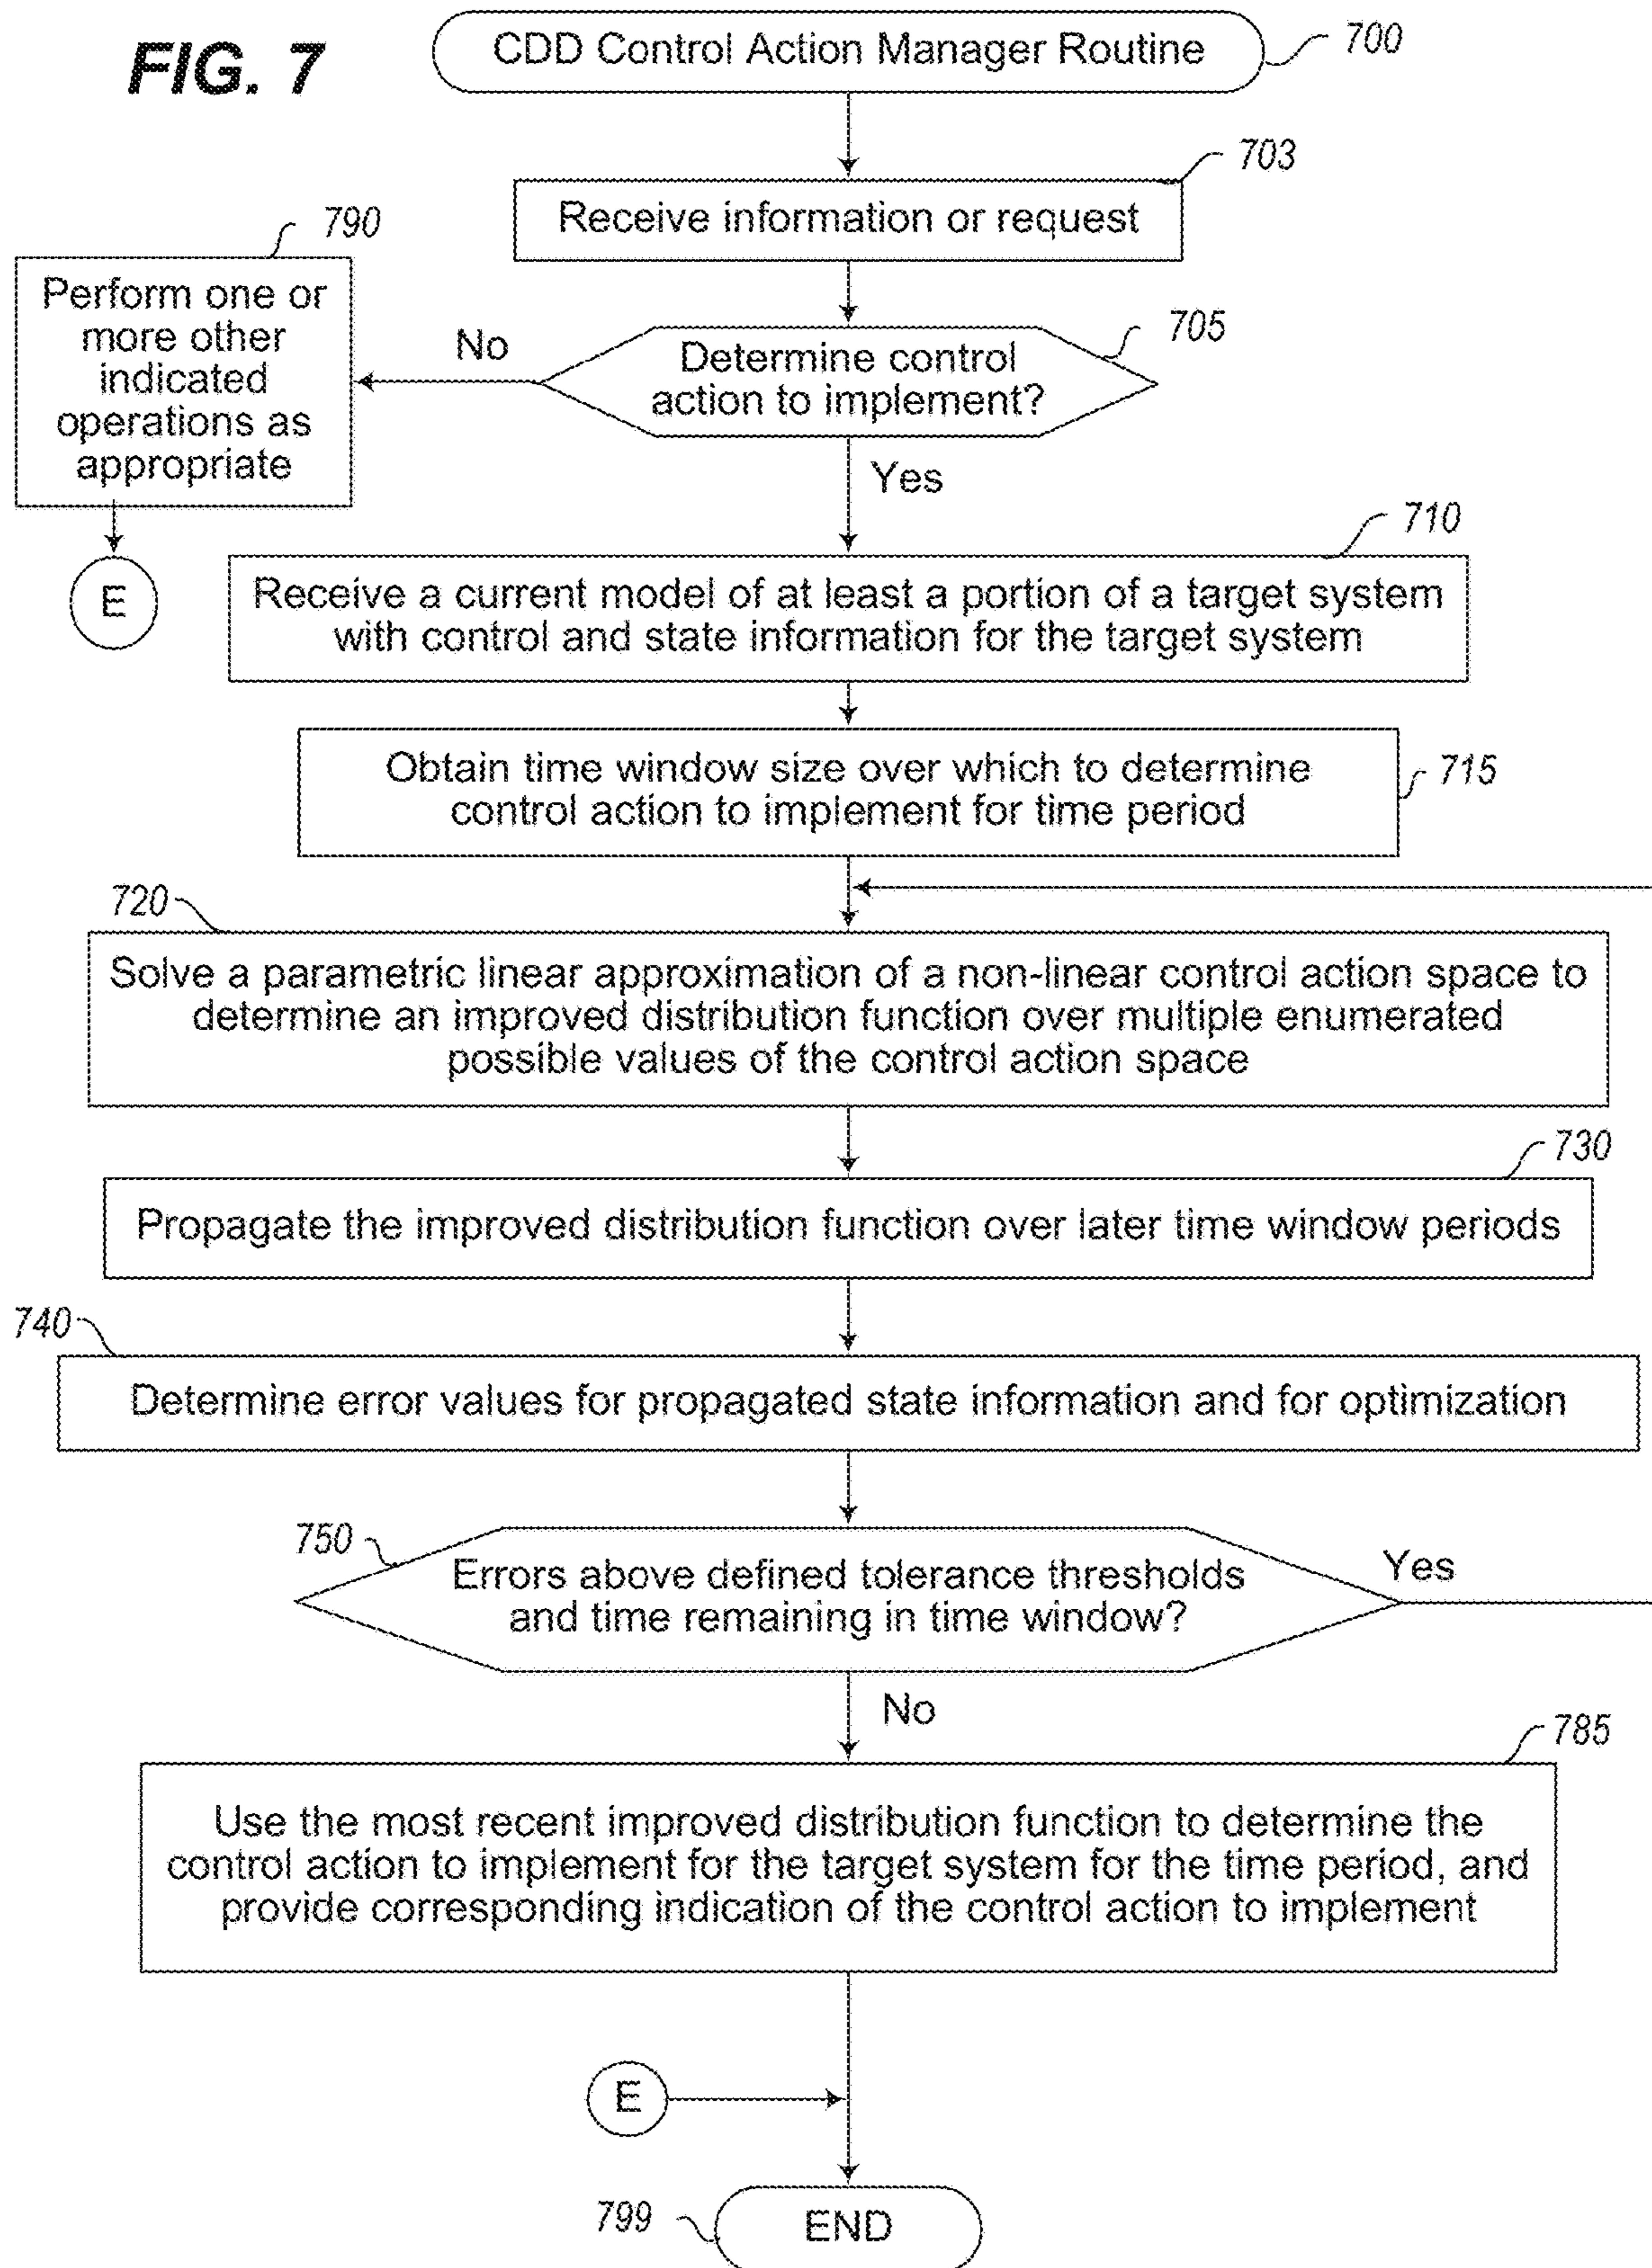 FIG. 7
CDD Control Action Manager Routine
700
703
Receive information or request
790
Perform one or
more other
indicated
operations as
appropriate
No
705
Determine control
action to implement?
Yes
E
710
Receive a current model of at least a portion of a target system
with control and state information for the target system
Obtain time window size over which to determine
control action to implement for time period
715
720
Solve a parametric linear approximation of a non-linear control action space to
determine an improved distribution function over multiple enumerated
possible values of the control action space
730
Propagate the improved distribution function over later time window periods
740
Determine error values for propagated state information and for optimization
750
Errors above defined tolerance thresholds
and time remaining in time window?
Yes
No
785
Use the most recent improved distribution function to determine the
control action to implement for the target system for the time period, and
provide corresponding indication of the control action to implement
E
799
END